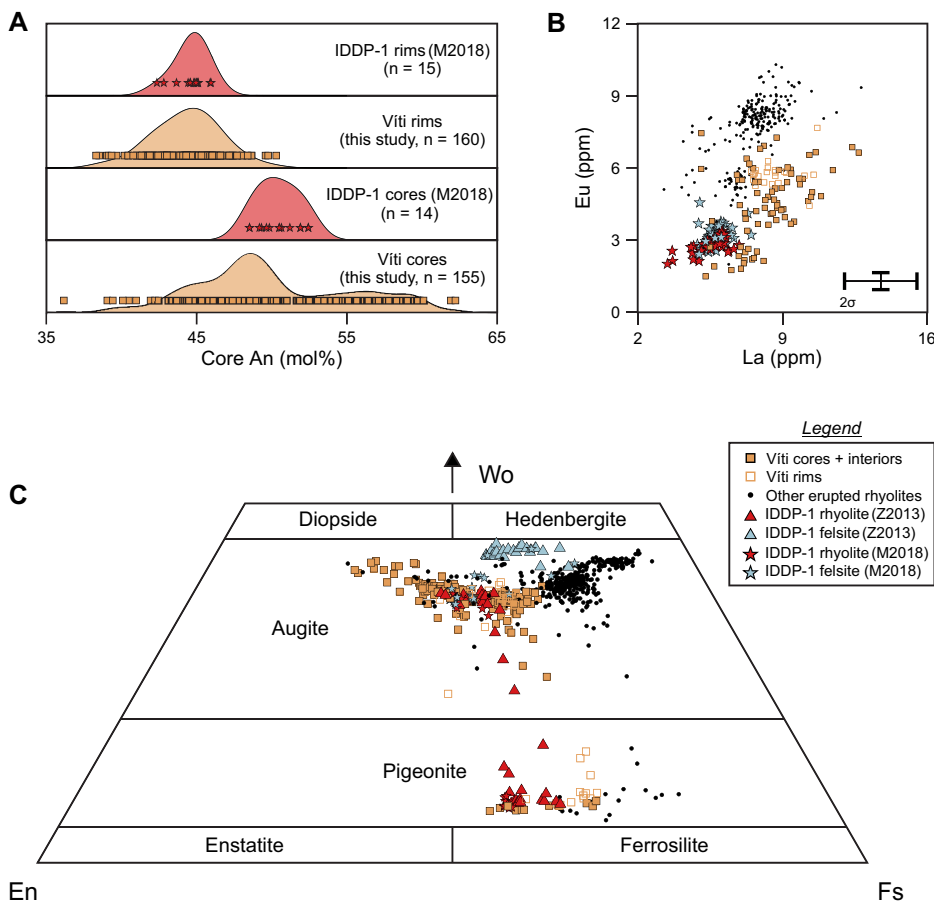 A
IDDP-1 rims (M2018)
(n = 15)
Víti rims
(this study, n = 160)
IDDP-1 cores (M2018)
(n = 14)
Víti cores
(this study, n = 155)
35
45
55
65
Core An (mol%)
B
12
9
6
3
0
Eu (ppm)
2σ
2
9
16
La (ppm)
Legend
Víti cores + interiors
Víti rims
Other erupted rhyolites
IDDP-1 rhyolite (Z2013)
IDDP-1 felsite (Z2013)
IDDP-1 rhyolite (M2018)
IDDP-1 felsite (M2018)
C
Wo
Diopside
Hedenbergite
Augite
Pigeonite
Enstatite
Ferrosilite
En
Fs